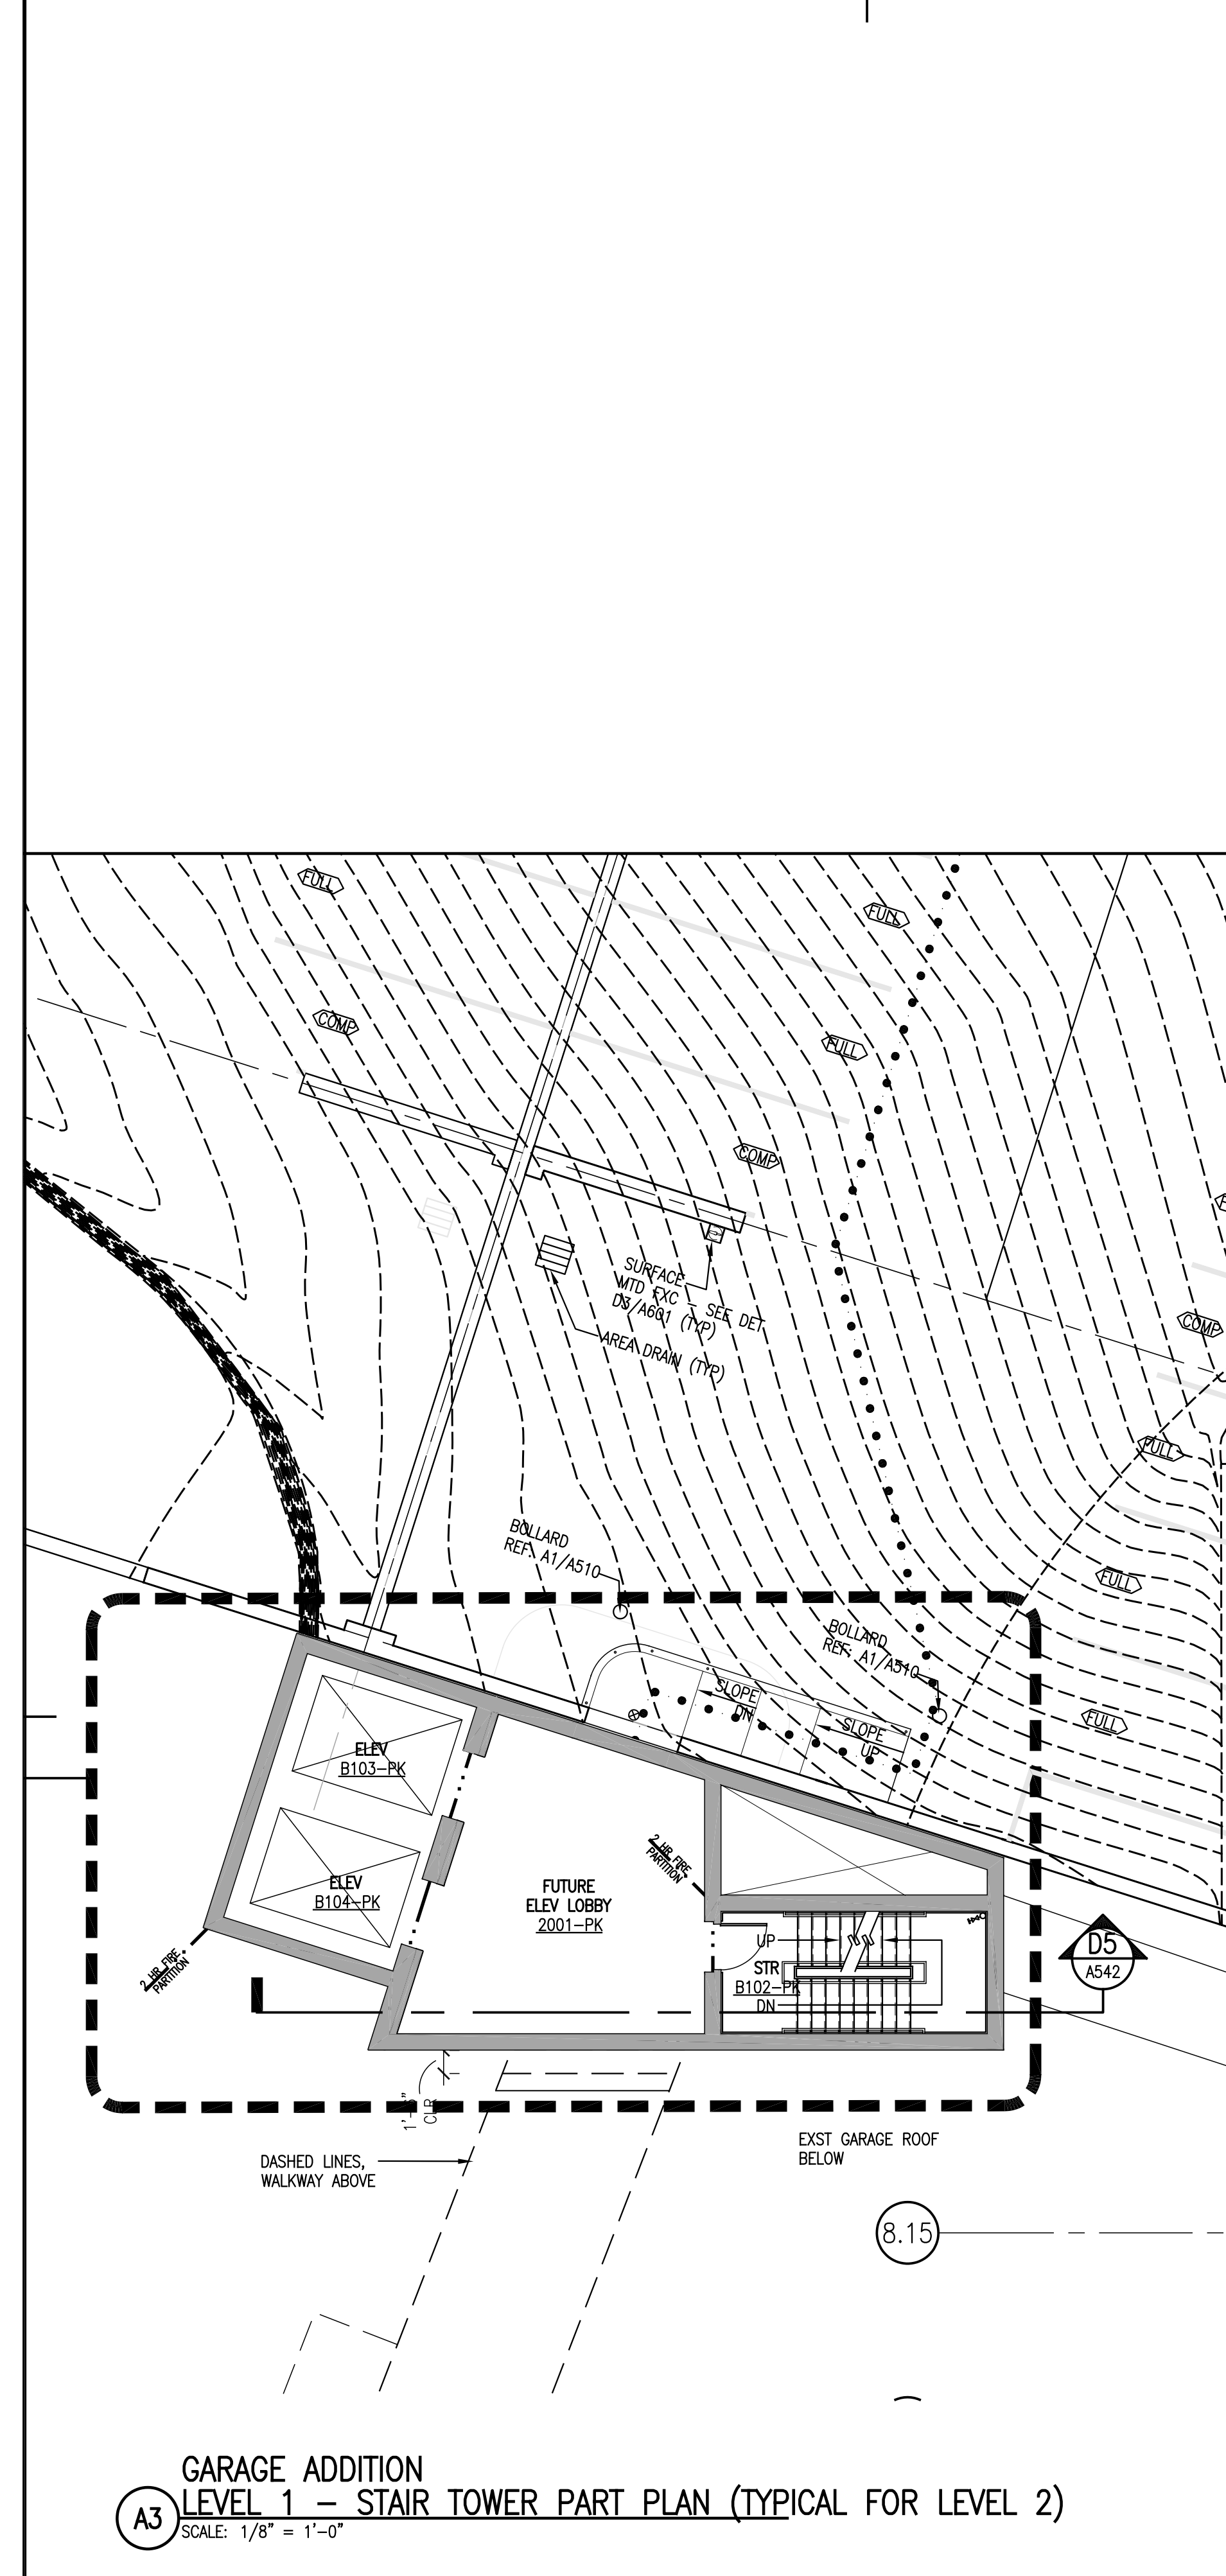 FULL
FULL
COMP
FULL
COMP
SURFACE
MTD FXC - SEE DET
D3/A601 (TYP)
AREA DRAIN (TYP)
COMP
FULL
BOLLARD
REF: A1/A510
FULL
BOLLARD
REF: A1/A510
SLOPE
DN
SLOPE
UP
FULL
ELEV
B103-PK
2 HR FIRE
PARTITION
ELEV
B104-PK
FUTURE
ELEV LOBBY
2001-PK
UP
STR
B102-PK
DN
D5
A542
2 HR FIRE
PARTITION
CLR
DASHED LINES,
WALKWAY ABOVE
EXST GARAGE ROOF
BELOW
8.15
GARAGE ADDITION
A3
LEVEL 1 - STAIR TOWER PART PLAN (TYPICAL FOR LEVEL 2)
SCALE: 1/8" = 1'-0"